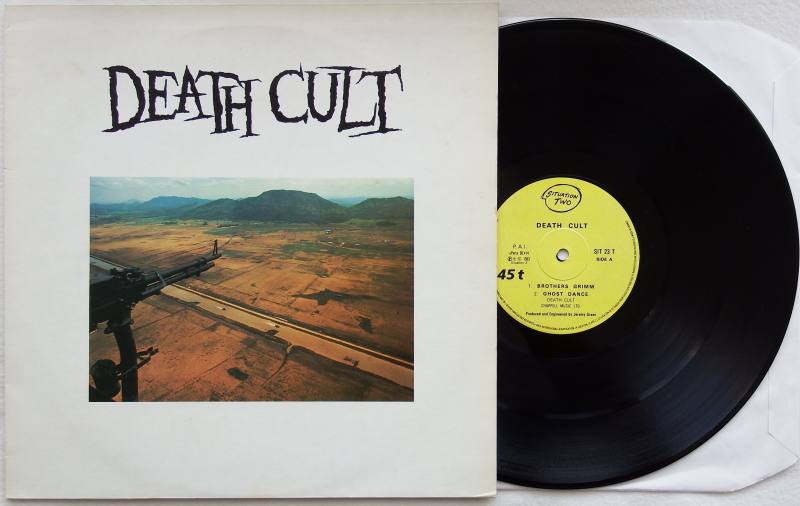 DEATH CULT
SITUATION
TWO
DEATH CULT
P.A.I.
SIT 23 T
SIDE A
45 t
1. BROTHERS GRIMM
2. GHOST DANCE
DEATH CULT
CHAPPELL MUSIC LTD.
Produced and Engineered by Jeremy Green